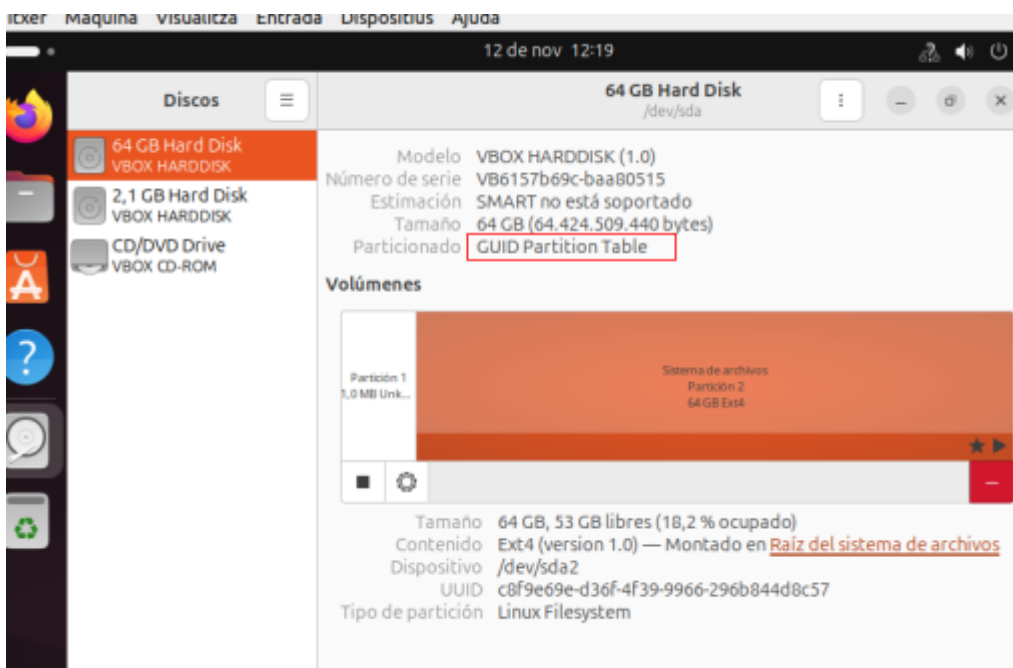 Màquina Visualitza Entrada Dispositius Ajuda
12 de nov 12:19
Discos
64 GB Hard Disk
/dev/sda
64 GB Hard Disk
VBOX HARDDISK
2,1 GB Hard Disk
VBOX HARDDISK
CD/DVD Drive
VBOX CD-ROM
Modelo VBOX HARDDISK (1.0)
Número de serie VB6157b69c-baa80515
Estimación SMART no está soportado
Tamaño 64 GB (64.424.509.440 bytes)
Particionado GUID Partition Table
Volúmenes
Partición 1
1,0 MB Unk...
Sistema de archivos
Partición 2
64 GB Ext4
Tamaño 64 GB, 53 GB libres (18,2 % ocupado)
Contenido Ext4 (version 1.0) — Montado en Raíz del sistema de archivos
Dispositivo /dev/sda2
UUID c8f9e69e-d36f-4f39-9966-296b844d8c57
Tipo de partición Linux Filesystem